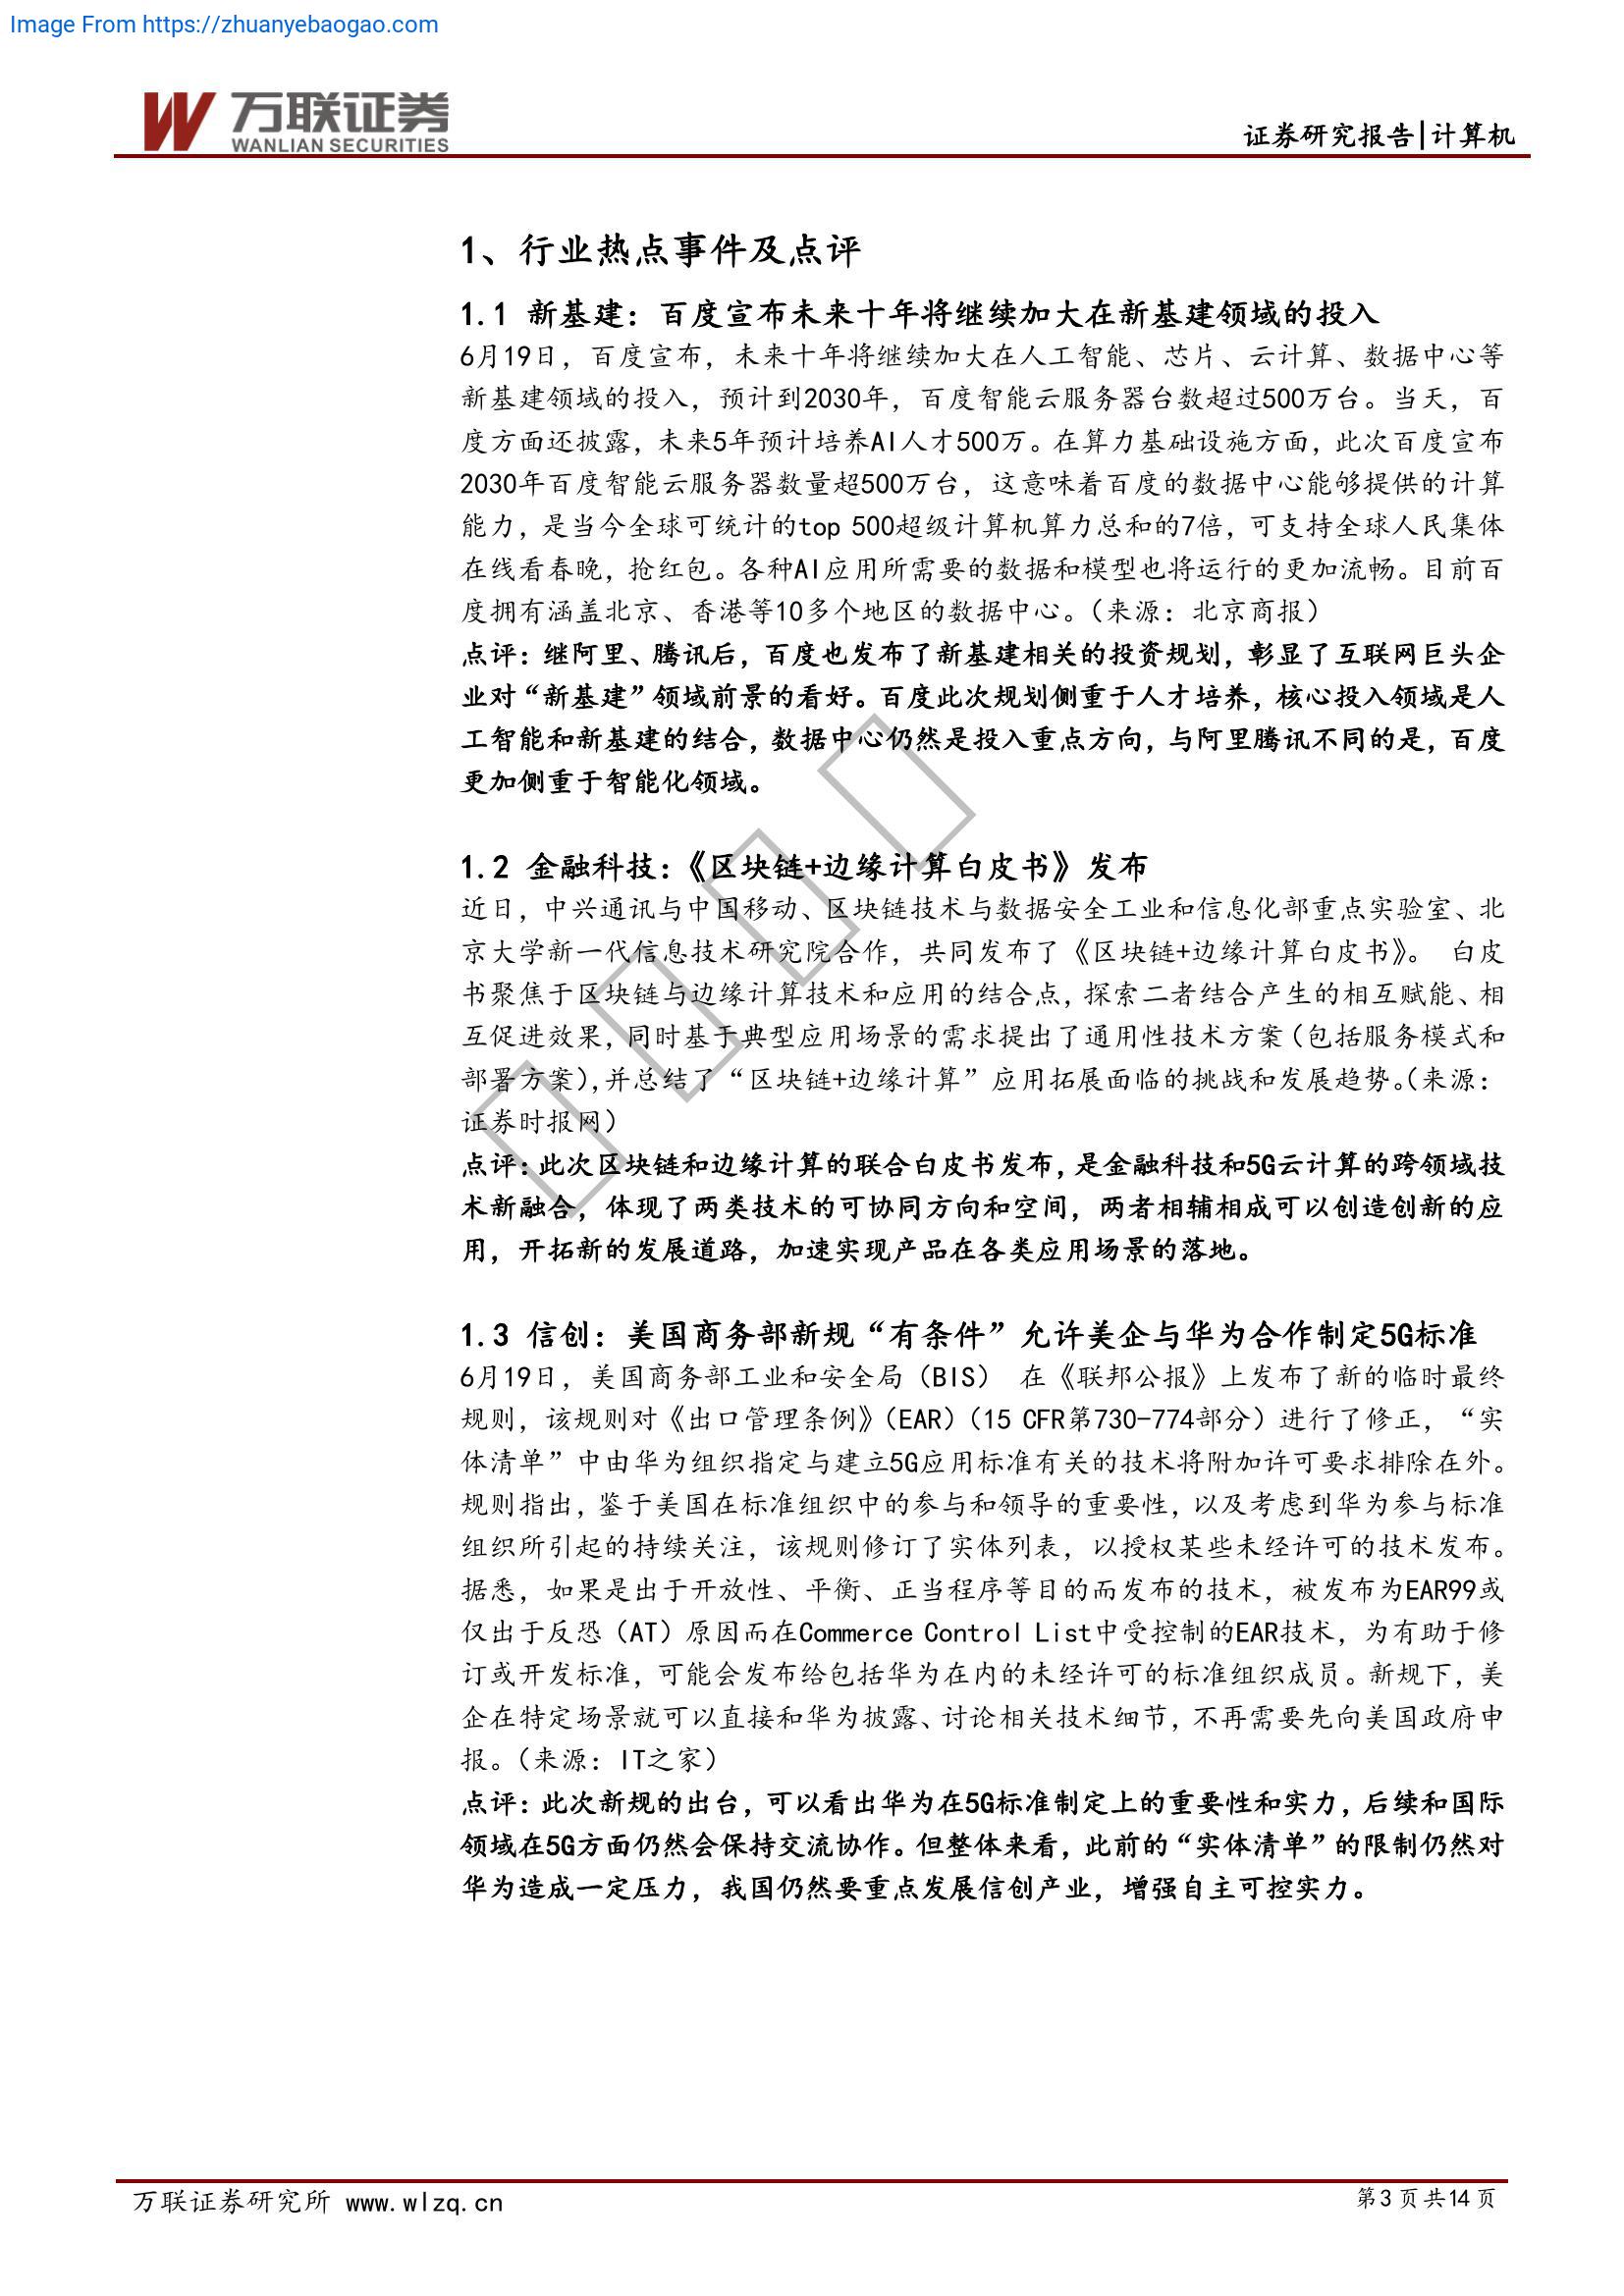 Image From https://zhuanyebaogao.com
万联证券
WANLIAN SECURITIES
证券研究报告|计算机
1、行业热点事件及点评
1.1 新基建：百度宣布未来十年将继续加大在新基建领域的投入
6月19日，百度宣布，未来十年将继续加大在人工智能、芯片、云计算、数据中心等
新基建领域的投入，预计到2030年，百度智能云服务器台数超过500万台。当天，百
度方面还披露，未来5年预计培养AI人才500万。在算力基础设施方面，此次百度宣布
2030年百度智能云服务器数量超500万台，这意味着百度的数据中心能够提供的计算
能力，是当今全球可统计的top 500超级计算机算力总和的7倍，可支持全球人民集体
在线看春晚，抢红包。各种AI应用所需要的数据和模型也将运行的更加流畅。目前百
度拥有涵盖北京、香港等10多个地区的数据中心。（来源：北京商报）
点评：继阿里、腾讯后，百度也发布了新基建相关的投资规划，彰显了互联网巨头企
业对“新基建”领域前景的看好。百度此次规划侧重于人才培养，核心投入领域是人
工智能和新基建的结合，数据中心仍然是投入重点方向，与阿里腾讯不同的是，百度
更加侧重于智能化领域。
1.2 金融科技：《区块链+边缘计算白皮书》发布
近日，中兴通讯与中国移动、区块链技术与数据安全工业和信息化部重点实验室、北
京大学新一代信息技术研究院合作，共同发布了《区块链+边缘计算白皮书》。 白皮
书聚焦于区块链与边缘计算技术和应用的结合点，探索二者结合产生的相互赋能、相
互促进效果，同时基于典型应用场景的需求提出了通用性技术方案（包括服务模式和
部署方案），并总结了“区块链+边缘计算”应用拓展面临的挑战和发展趋势。（来源：
证券时报网）
点评：此次区块链和边缘计算的联合白皮书发布，是金融科技和5G云计算的跨领域技
术新融合，体现了两类技术的可协同方向和空间，两者相辅相成可以创造创新的应
用，开拓新的发展道路，加速实现产品在各类应用场景的落地。
1.3 信创：美国商务部新规“有条件”允许美企与华为合作制定5G标准
6月19日，美国商务部工业和安全局（BIS） 在《联邦公报》上发布了新的临时最终
规则，该规则对《出口管理条例》（EAR）（15 CFR第730-774部分）进行了修正，“实
体清单”中由华为组织指定与建立5G应用标准有关的技术将附加许可要求排除在外。
规则指出，鉴于美国在标准组织中的参与和领导的重要性，以及考虑到华为参与标准
组织所引起的持续关注，该规则修订了实体列表，以授权某些未经许可的技术发布。
据悉，如果是出于开放性、平衡、正当程序等目的而发布的技术，被发布为EAR99或
仅出于反恐（AT）原因而在Commerce Control List中受控制的EAR技术，为有助于修
订或开发标准，可能会发布给包括华为在内的未经许可的标准组织成员。新规下，美
企在特定场景就可以直接和华为披露、讨论相关技术细节，不再需要先向美国政府申
报。（来源：IT之家）
点评：此次新规的出台，可以看出华为在5G标准制定上的重要性和实力，后续和国际
领域在5G方面仍然会保持交流协作。但整体来看，此前的“实体清单”的限制仍然对
华为造成一定压力，我国仍然要重点发展信创产业，增强自主可控实力。
万联证券研究所 www.wlzq.cn
第3页共14页